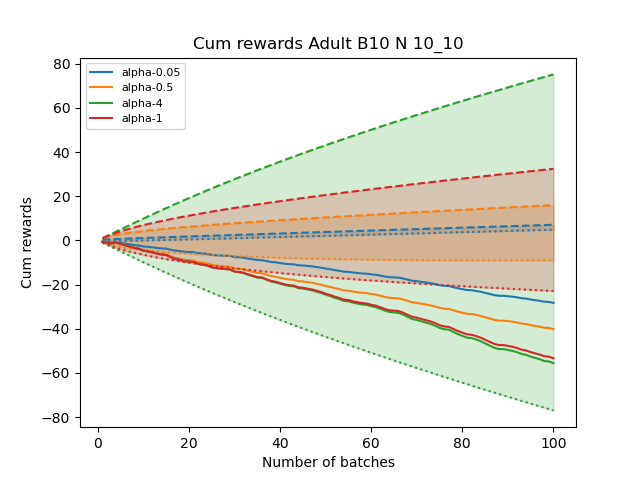 Cum rewards Adult B10 N 10_10
80
60
40
20
0
−20
−40
−60
−80
Cum rewards
alpha-0.05
alpha-0.5
alpha-4
alpha-1
0 20 40 60 80 100
Number of batches